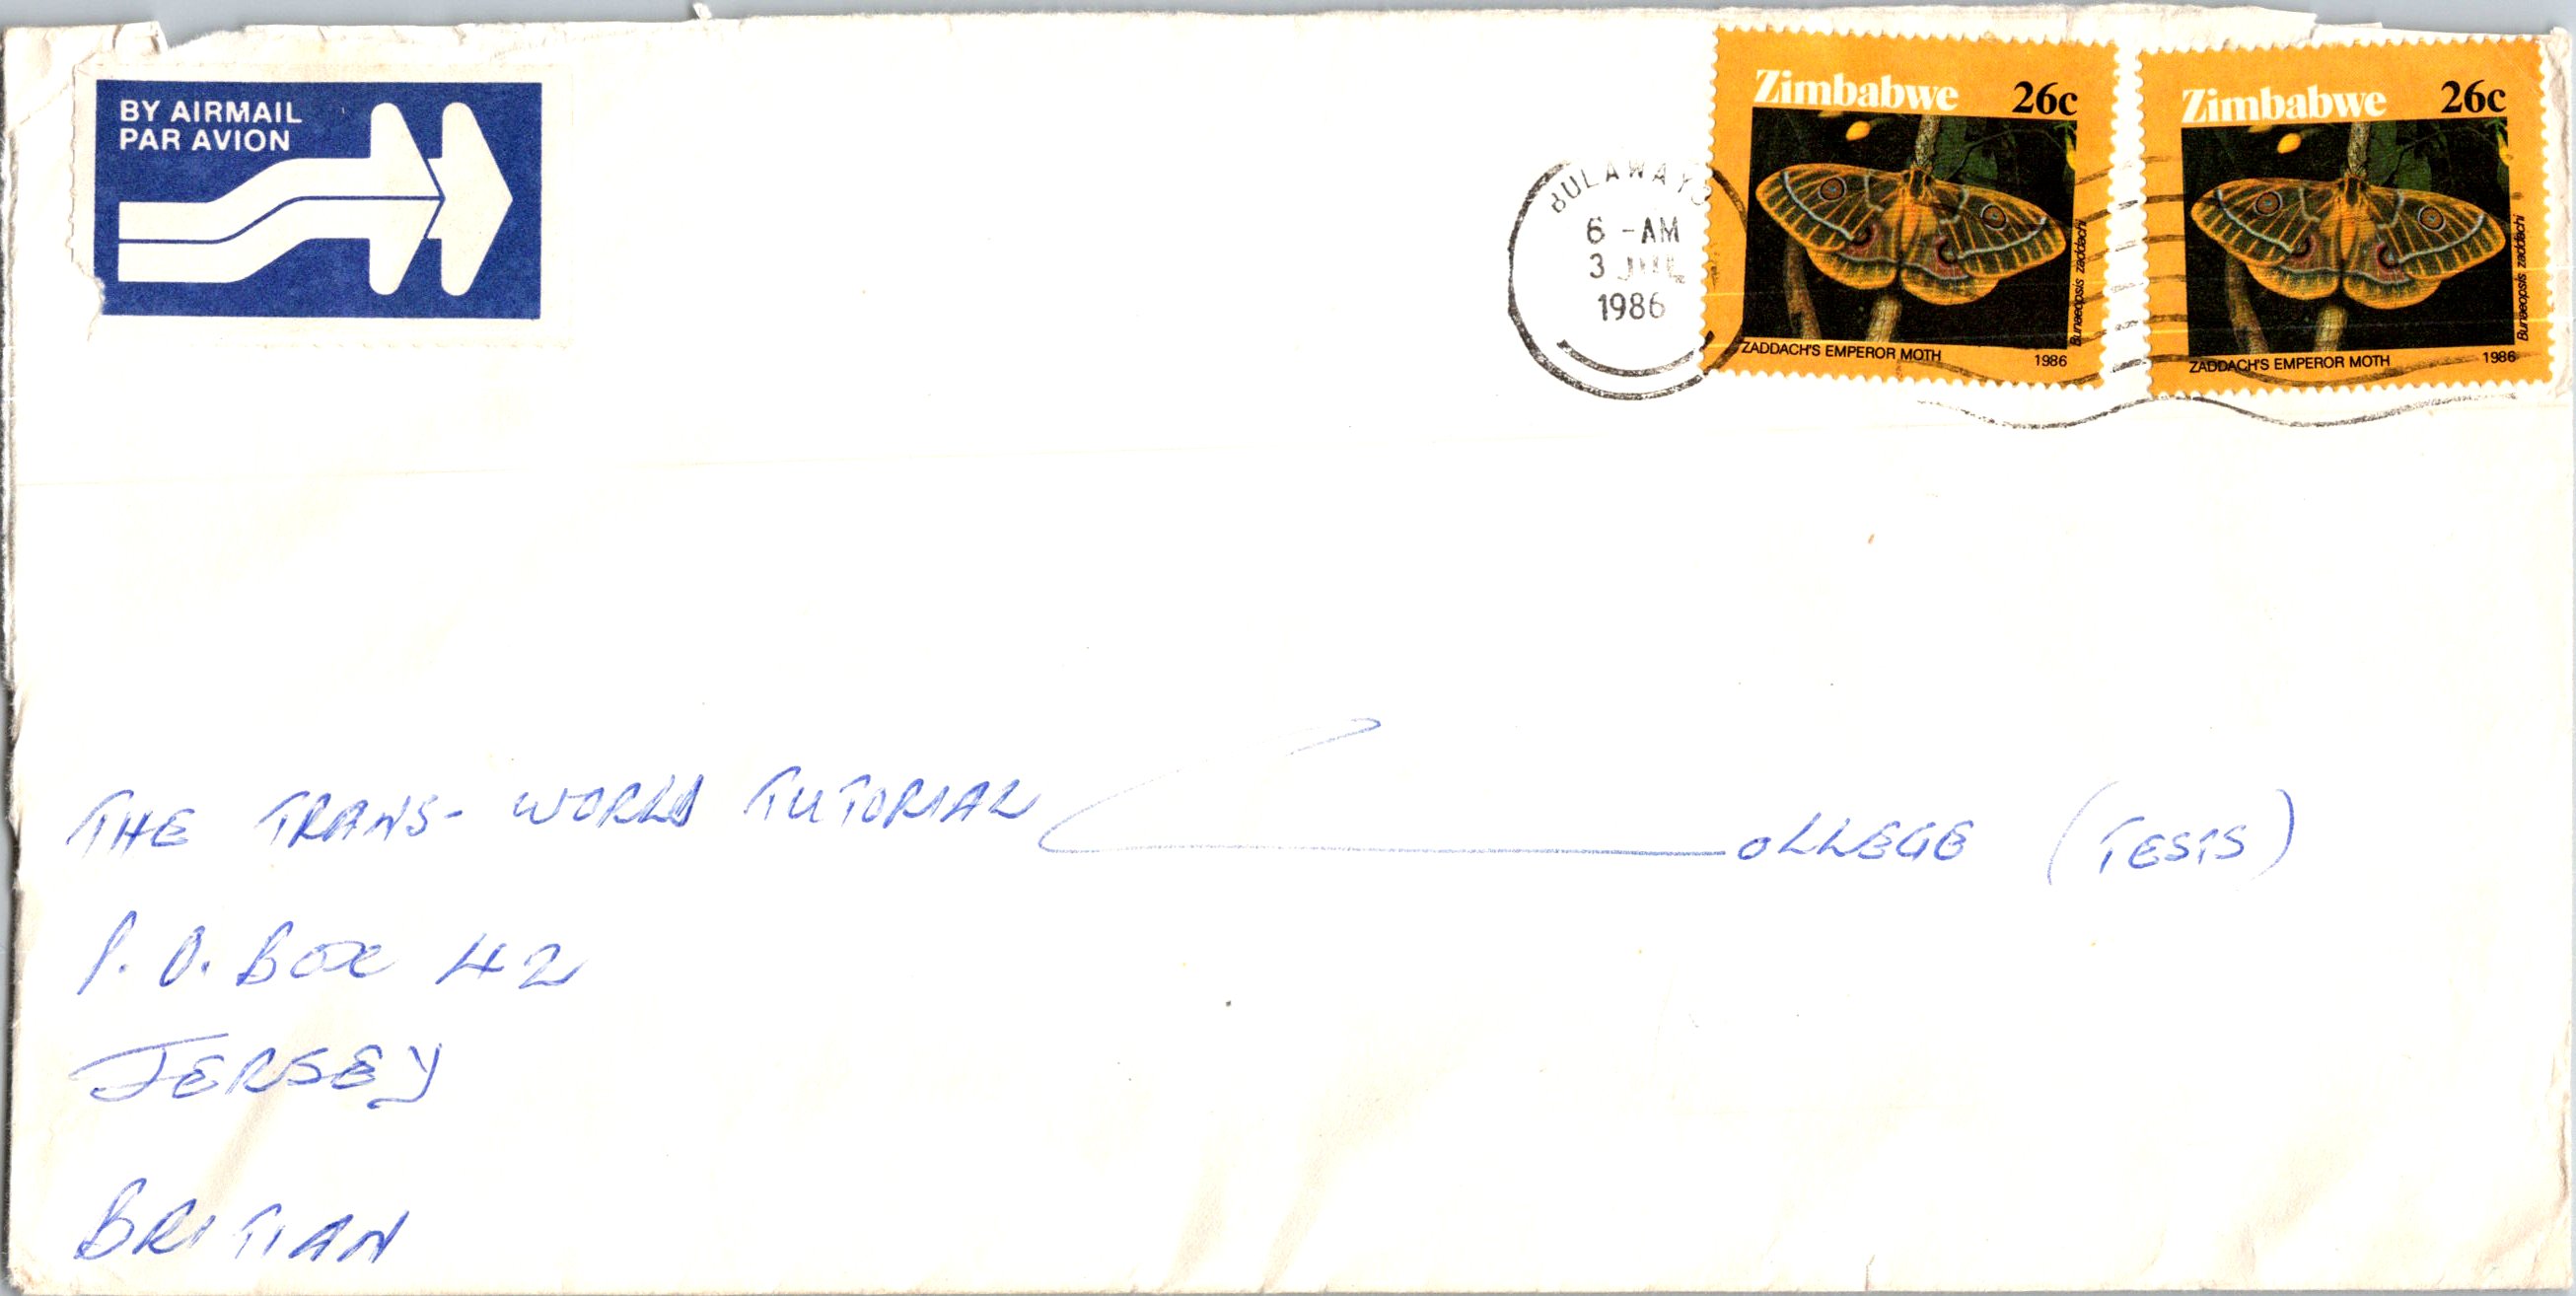 BY AIRMAIL
PAR AVION
BULAWAYO
6 -AM
3 JUL
1986
Zimbabwe 26c
Bunaeopsis zaddachi
ZADDACH'S EMPEROR MOTH 1986
Zimbabwe 26c
Bunaeopsis zaddachi
ZADDACH'S EMPEROR MOTH 1986
THE TRANS-WORLD TUTORIAL COLLEGE (TESTS)
P.O. Box 42
JERSEY
BRITIAN